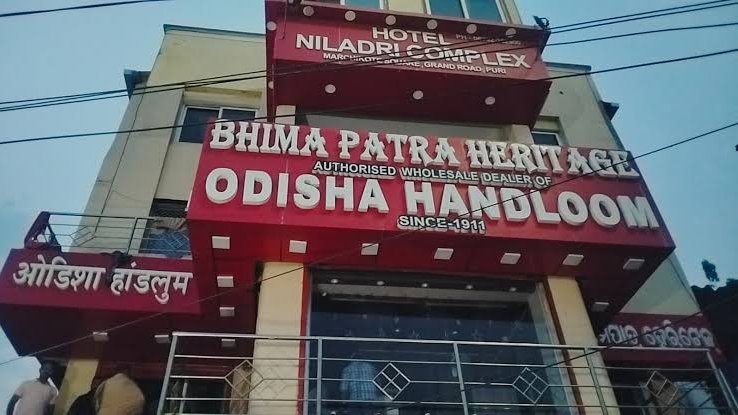 HOTEL
NILADRI COMPLEX
MARCHIKOTE SQUARE, GRAND ROAD, PURI
BHIMA PATRA HERITAGE
AUTHORISED WHOLESALE DEALER OF
ODISHA HANDLOOM
SINCE-1911
ओडिशा हांडलुम